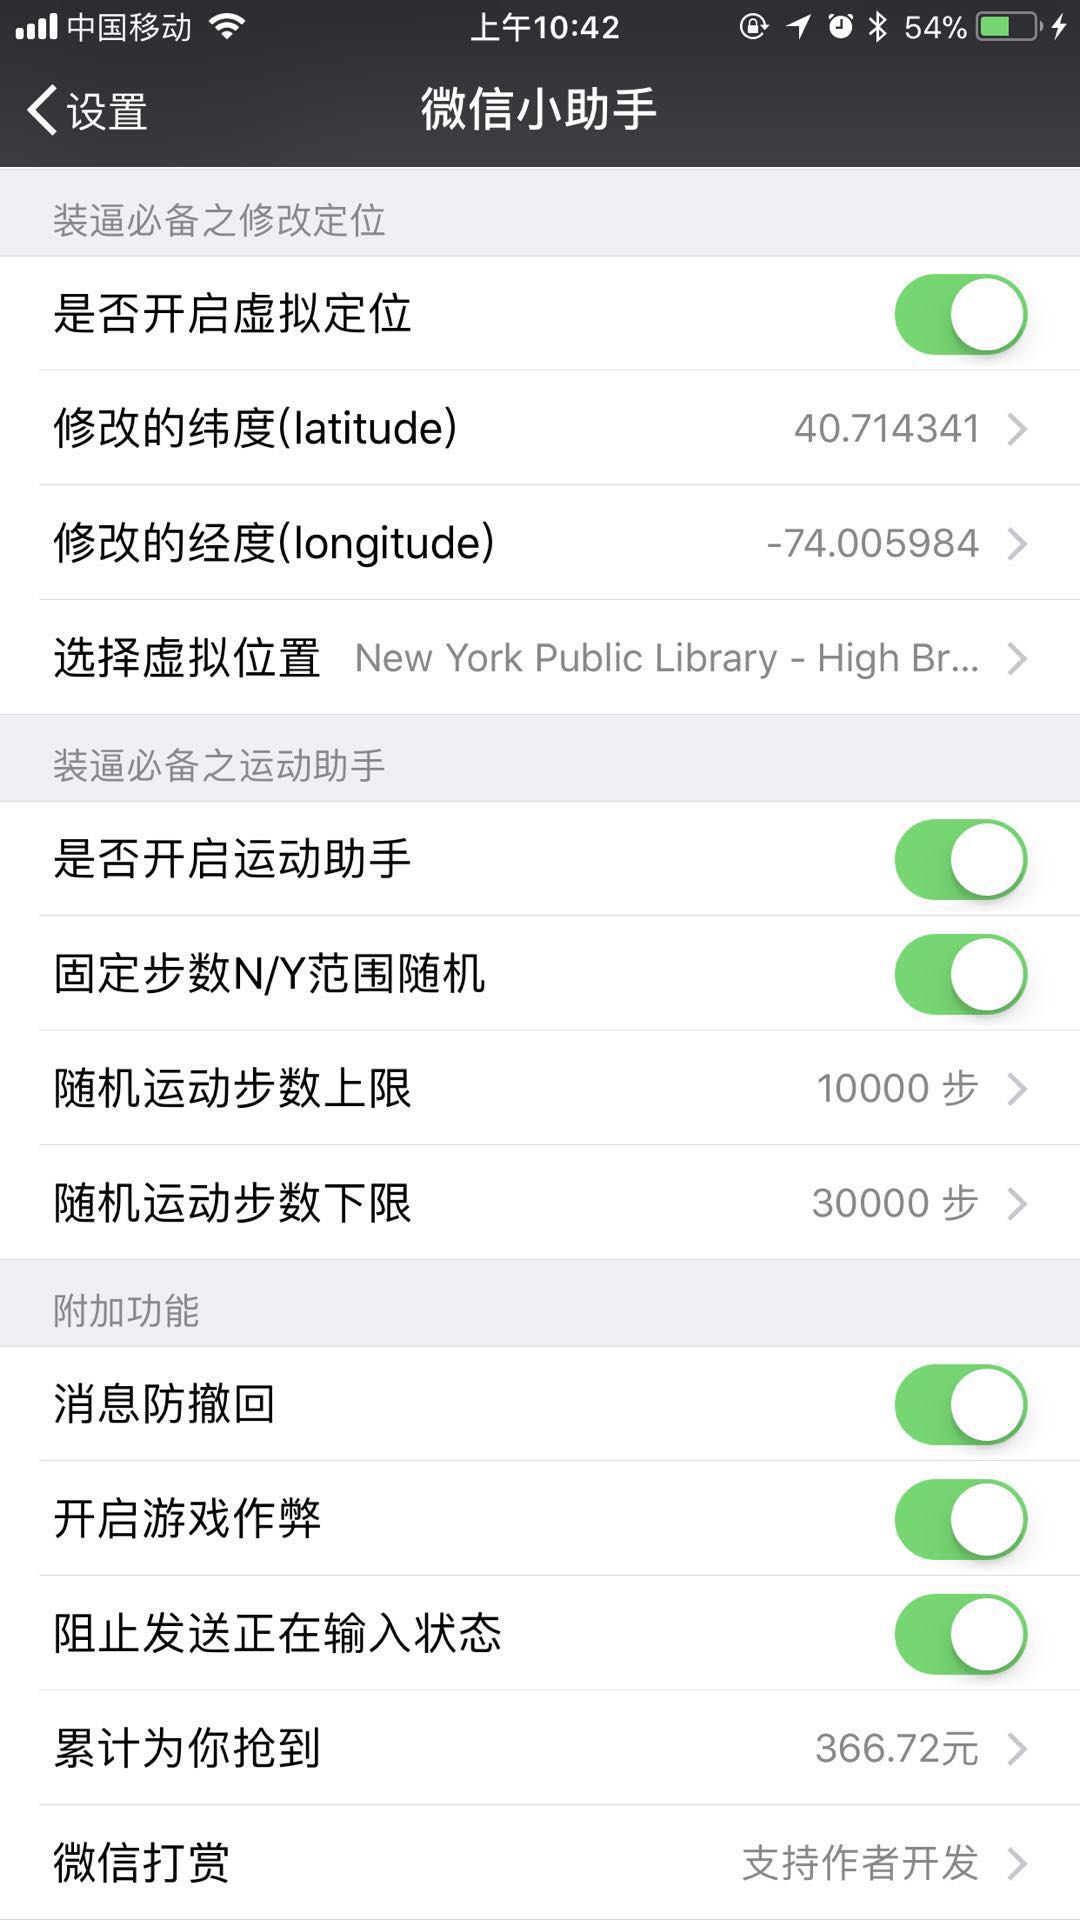 中国移动 上午10:42 54%
设置 微信小助手
装逼必备之修改定位
是否开启虚拟定位
修改的纬度(latitude) 40.714341
修改的经度(longitude) -74.005984
选择虚拟位置 New York Public Library - High Br...
装逼必备之运动助手
是否开启运动助手
固定步数N/Y范围随机
随机运动步数上限 10000 步
随机运动步数下限 30000 步
附加功能
消息防撤回
开启游戏作弊
阻止发送正在输入状态
累计为你抢到 366.72元
微信打赏 支持作者开发